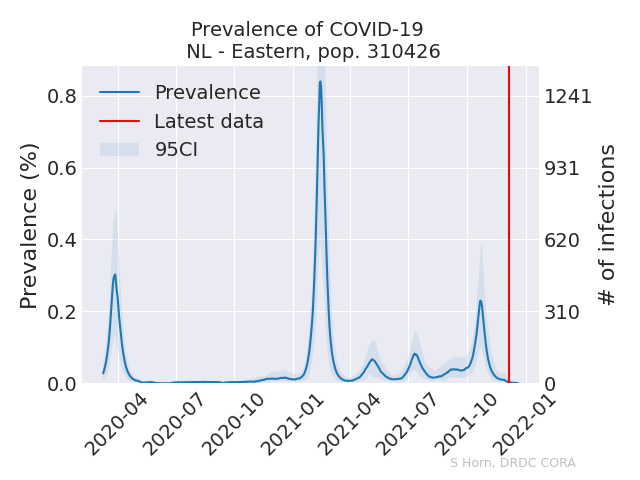 Prevalence of COVID-19
NL - Eastern, pop. 310426
Prevalence
Latest data
95CI
Prevalence (%)
0.8
0.6
0.4
0.2
0.0
1241
931
620
310
0
# of infections
2020-04
2020-07
2020-10
2021-01
2021-04
2021-07
2021-10
2022-01
S Horn, DRDC CORA